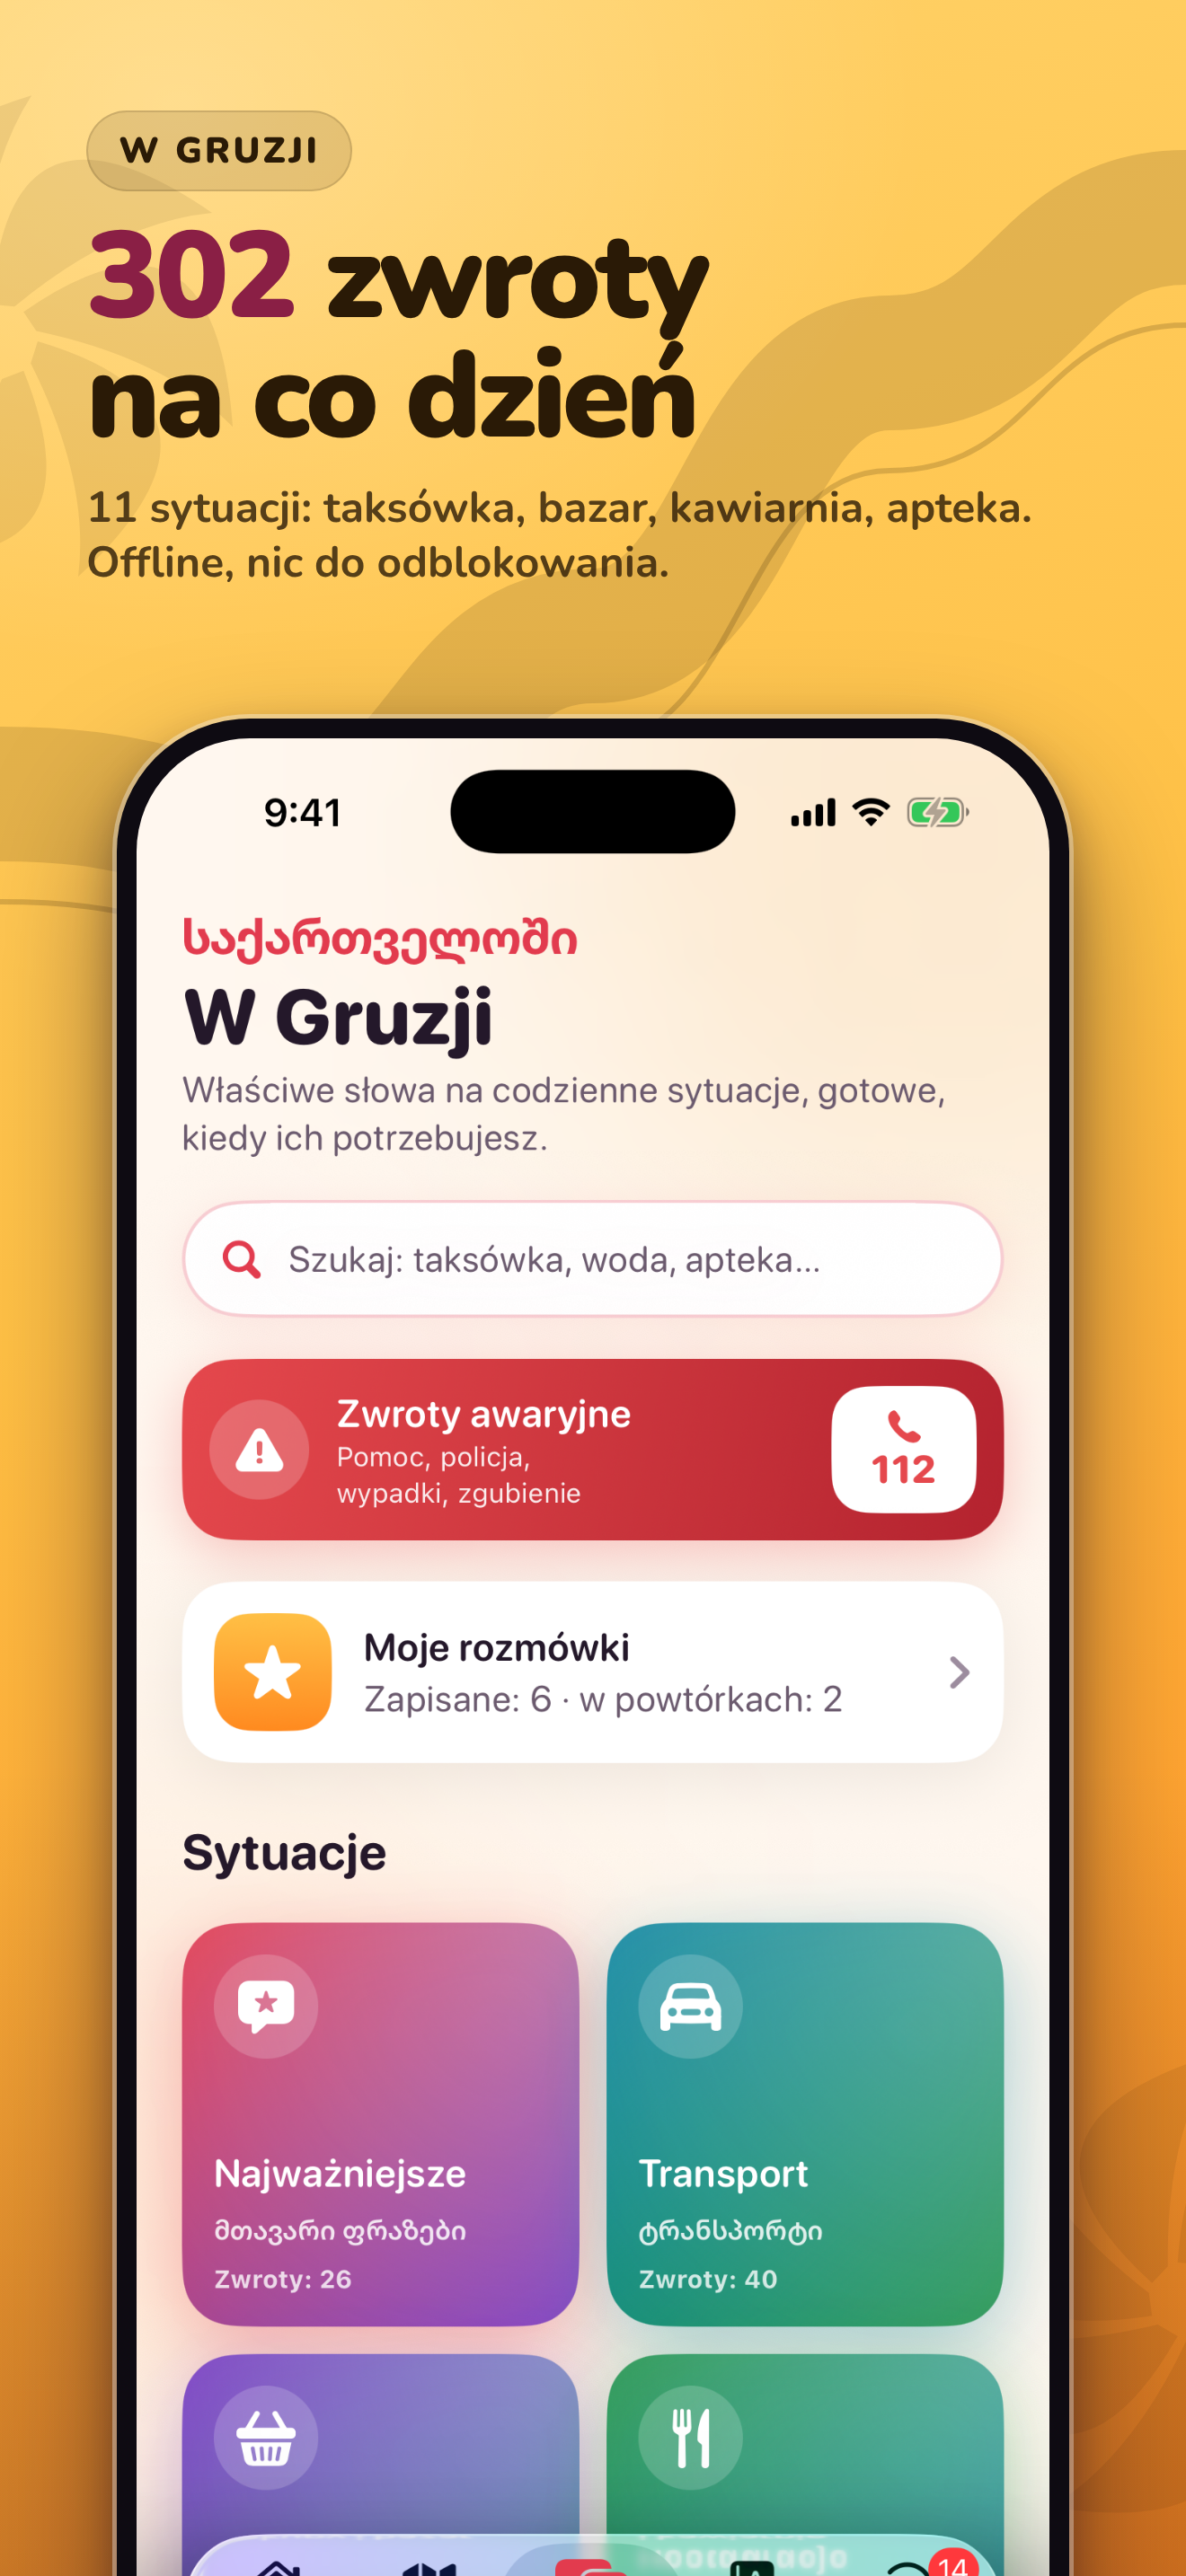 W GRUZJI
302 zwroty
na co dzień
11 sytuacji: taksówka, bazar, kawiarnia, apteka.
Offline, nic do odblokowania.
9:41
საქართველოში
W Gruzji
Właściwe słowa na codzienne sytuacje, gotowe,
kiedy ich potrzebujesz.
Szukaj: taksówka, woda, apteka...
Zwroty awaryjne
Pomoc, policja,
wypadki, zgubienie
112
Moje rozmówki
Zapisane: 6 · w powtórkach: 2
Sytuacje
Najważniejsze
მთავარი ფრაზები
Zwroty: 26
Transport
ტრანსპორტი
Zwroty: 40
14